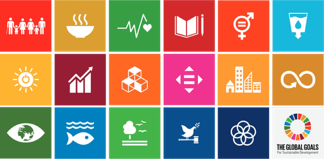 THE GLOBAL GOALS
For Sustainable Development